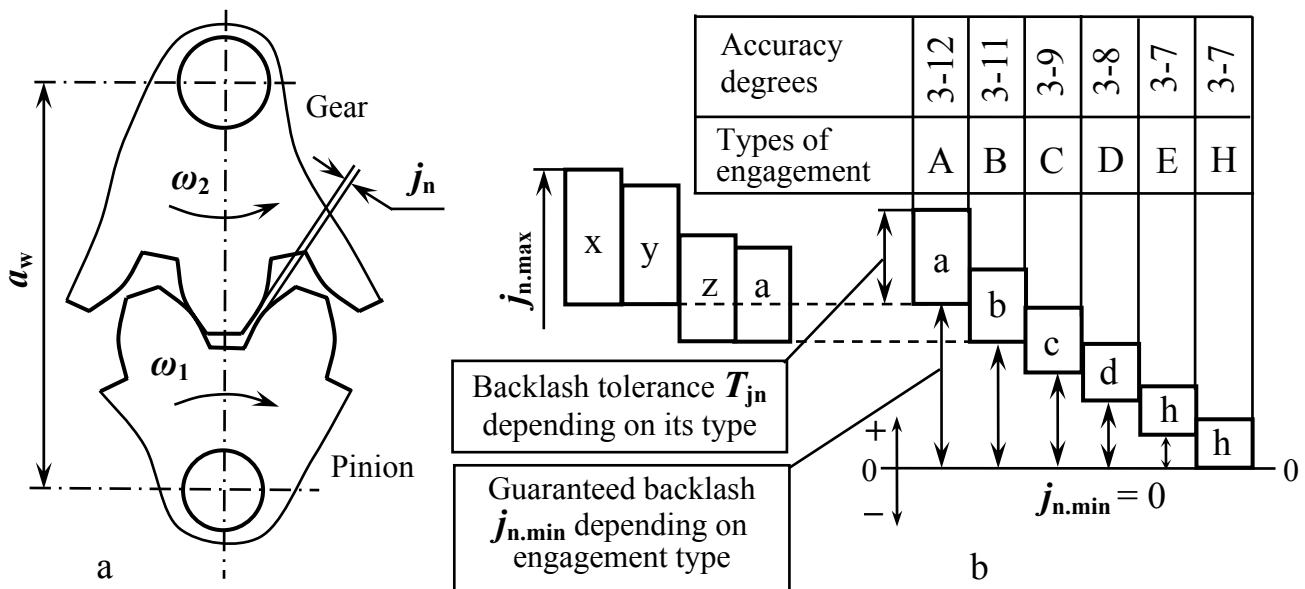 Gear
ω2
jn
aw
ω1
Pinion
a
Accuracy
degrees
3-12
3-11
3-9
3-8
3-7
3-7
Types of
engagement
A
B
C
D
E
H
jn.max
x
y
z
a
a
b
c
d
h
h
Backlash tolerance Tjn
depending on its type
Guaranteed backlash
jn.min depending on
engagement type
+
0
−
jn.min = 0
0
b